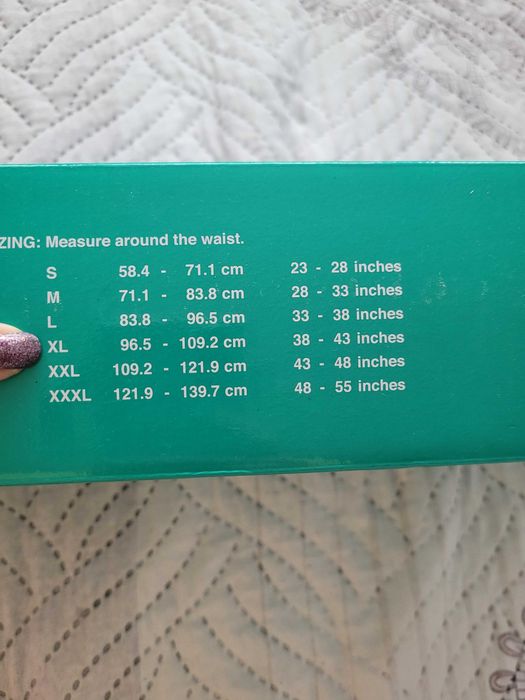 ZING: Measure around the waist.
S 58.4 - 71.1 cm 23 - 28 inches
M 71.1 - 83.8 cm 28 - 33 inches
L 83.8 - 96.5 cm 33 - 38 inches
XL 96.5 - 109.2 cm 38 - 43 inches
XXL 109.2 - 121.9 cm 43 - 48 inches
XXXL 121.9 - 139.7 cm 48 - 55 inches